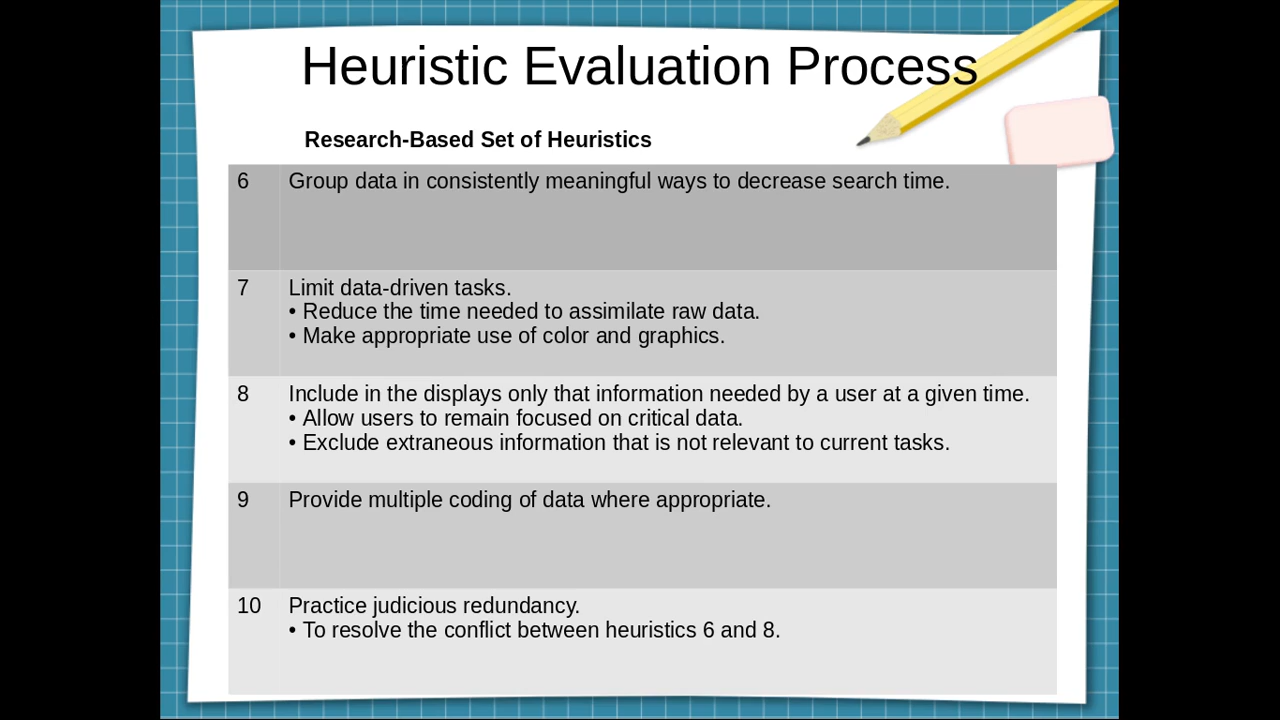 Heuristic Evaluation Process
Research-Based Set of Heuristics
6 Group data in consistently meaningful ways to decrease search time.
7 Limit data-driven tasks.
• Reduce the time needed to assimilate raw data.
• Make appropriate use of color and graphics.
8 Include in the displays only that information needed by a user at a given time.
• Allow users to remain focused on critical data.
• Exclude extraneous information that is not relevant to current tasks.
9 Provide multiple coding of data where appropriate.
10 Practice judicious redundancy.
• To resolve the conflict between heuristics 6 and 8.